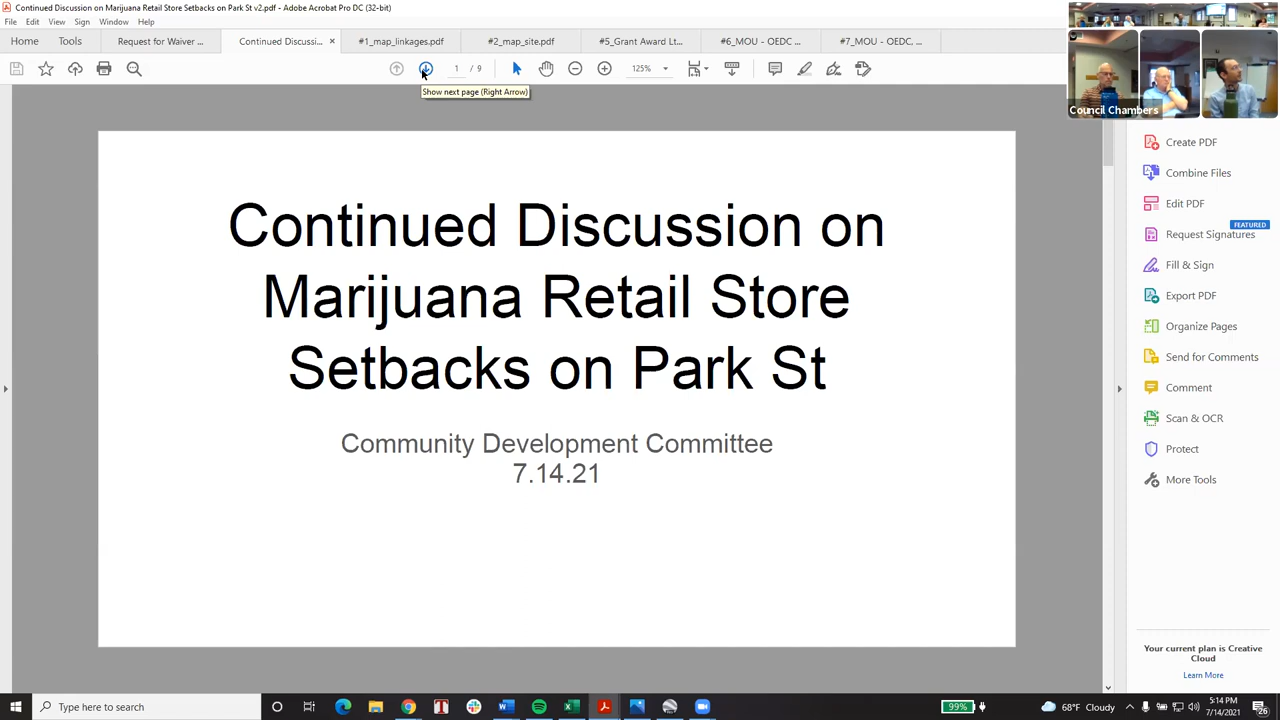 Continued Discussion on Marijuana Retail Store Setbacks on Park St v2.pdf - Adobe Acrobat Pro DC (32-bit)
File Edit View Sign Window Help
Home Tools Request for Waiver ... Continued Discussi... × #2_map_site.pdf #5_Grant Award Lt... #6_MOU - OEDC ... #7_MOU - OEDC, ...
1 / 9 125%
Show next page (Right Arrow)
Council Chambers
Continued Discussion on
Marijuana Retail Store
Setbacks on Park St
Community Development Committee
7.14.21
Create PDF
Combine Files
Edit PDF
FEATURED
Request Signatures
Fill & Sign
Export PDF
Organize Pages
Send for Comments
Comment
Scan & OCR
Protect
More Tools
Your current plan is Creative
Cloud
Learn More
Type here to search
99%
68°F Cloudy
5:14 PM
7/14/2021
26